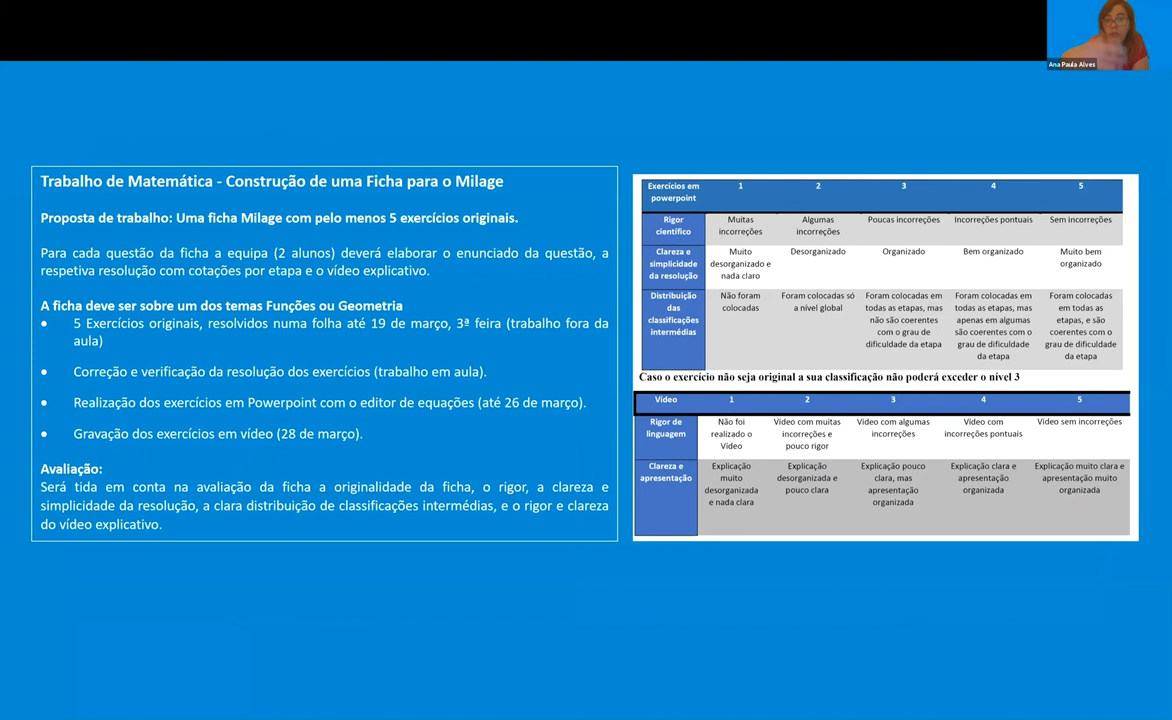 Ana Paula Alves
Trabalho de Matemática - Construção de uma Ficha para o Milage
Proposta de trabalho: Uma ficha Milage com pelo menos 5 exercícios originais.
Para cada questão da ficha a equipa (2 alunos) deverá elaborar o enunciado da questão, a
respetiva resolução com cotações por etapa e o vídeo explicativo.
A ficha deve ser sobre um dos temas Funções ou Geometria
• 5 Exercícios originais, resolvidos numa folha até 19 de março, 3ª feira (trabalho fora da
aula)
• Correção e verificação da resolução dos exercícios (trabalho em aula).
• Realização dos exercícios em Powerpoint com o editor de equações (até 26 de março).
• Gravação dos exercícios em vídeo (28 de março).
Avaliação:
Será tida em conta na avaliação da ficha a originalidade da ficha, o rigor, a clareza e
simplicidade da resolução, a clara distribuição de classificações intermédias, e o rigor e clareza
do vídeo explicativo.
Exercícios em 1 2 3 4 5
powerpoint
Rigor Muitas Algumas Poucas incorreções Incorreções pontuais Sem incorreções
científico incorreções incorreções
Clareza e Muito Desorganizado Organizado Bem organizado Muito bem
simplicidade desorganizado e organizado
da resolução nada claro
Distribuição Não foram Foram colocadas só Foram colocadas em Foram colocadas em Foram colocadas
das colocadas a nível global todas as etapas, mas todas as etapas, mas em todas as
classificações não são coerentes apenas em algumas etapas, e são
intermédias com o grau de são coerentes com o coerentes com o
dificuldade da etapa grau de dificuldade grau de dificuldade
da etapa da etapa
Caso o exercício não seja original a sua classificação não poderá exceder o nível 3
Vídeo 1 2 3 4 5
Rigor de Não foi Vídeo com muitas Vídeo com algumas Vídeo com Vídeo sem incorreções
linguagem realizado o incorreções e incorreções incorreções pontuais
Vídeo pouco rigor
Clareza e Explicação Explicação Explicação pouco Explicação clara e Explicação muito clara e
apresentação muito desorganizada e clara, mas apresentação apresentação muito
desorganizada pouco clara apresentação organizada organizada
e nada clara organizada